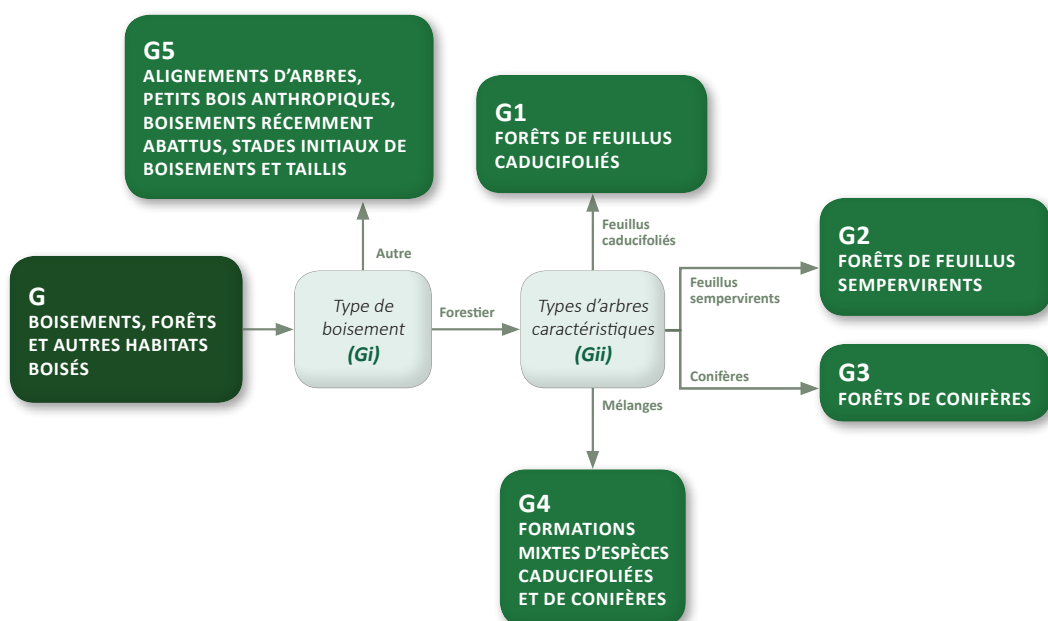 G5
ALIGNEMENTS D’ARBRES,
PETITS BOIS ANTHROPIQUES,
BOISEMENTS RÉCEMMENT
ABATTUS, STADES INITIAUX DE
BOISEMENTS ET TAILLIS
G1
FORÊTS DE FEUILLUS
CADUCIFOLIÉS
Autre
Feuillus
caducifoliés
G2
FORÊTS DE FEUILLUS
SEMPERVIRENTS
G
BOISEMENTS, FORÊTS
ET AUTRES HABITATS
BOISÉS
Type de
boisement
(Gi)
Forestier
Types d’arbres
caractéristiques
(Gii)
Feuillus
sempervirents
Conifères
G3
FORÊTS DE CONIFÈRES
Mélanges
G4
FORMATIONS
MIXTES D’ESPÈCES
CADUCIFOLIÉES
ET DE CONIFÈRES